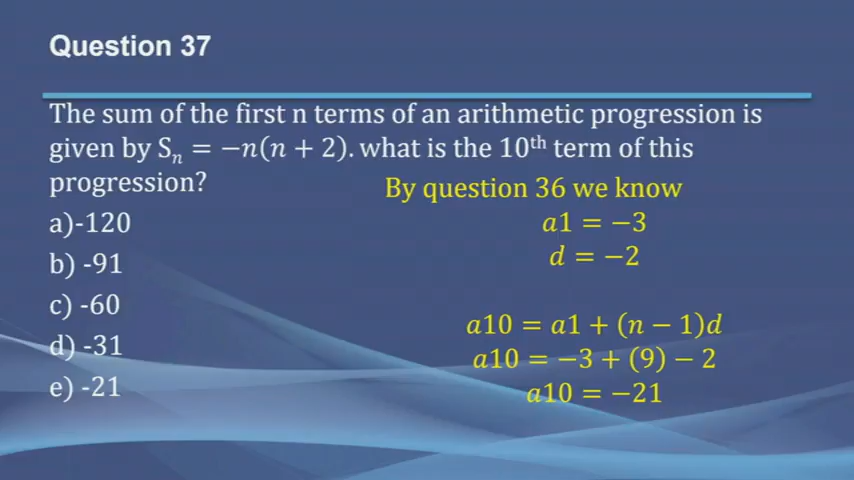 Question 37
The sum of the first n terms of an arithmetic progression is
given by Sₙ = −n(n + 2). what is the 10ᵗʰ term of this
progression?
By question 36 we know
a1 = −3
d = −2
a)-120
b) -91
c) -60
d) -31
e) -21
a10 = a1 + (n − 1)d
a10 = −3 + (9) − 2
a10 = −21